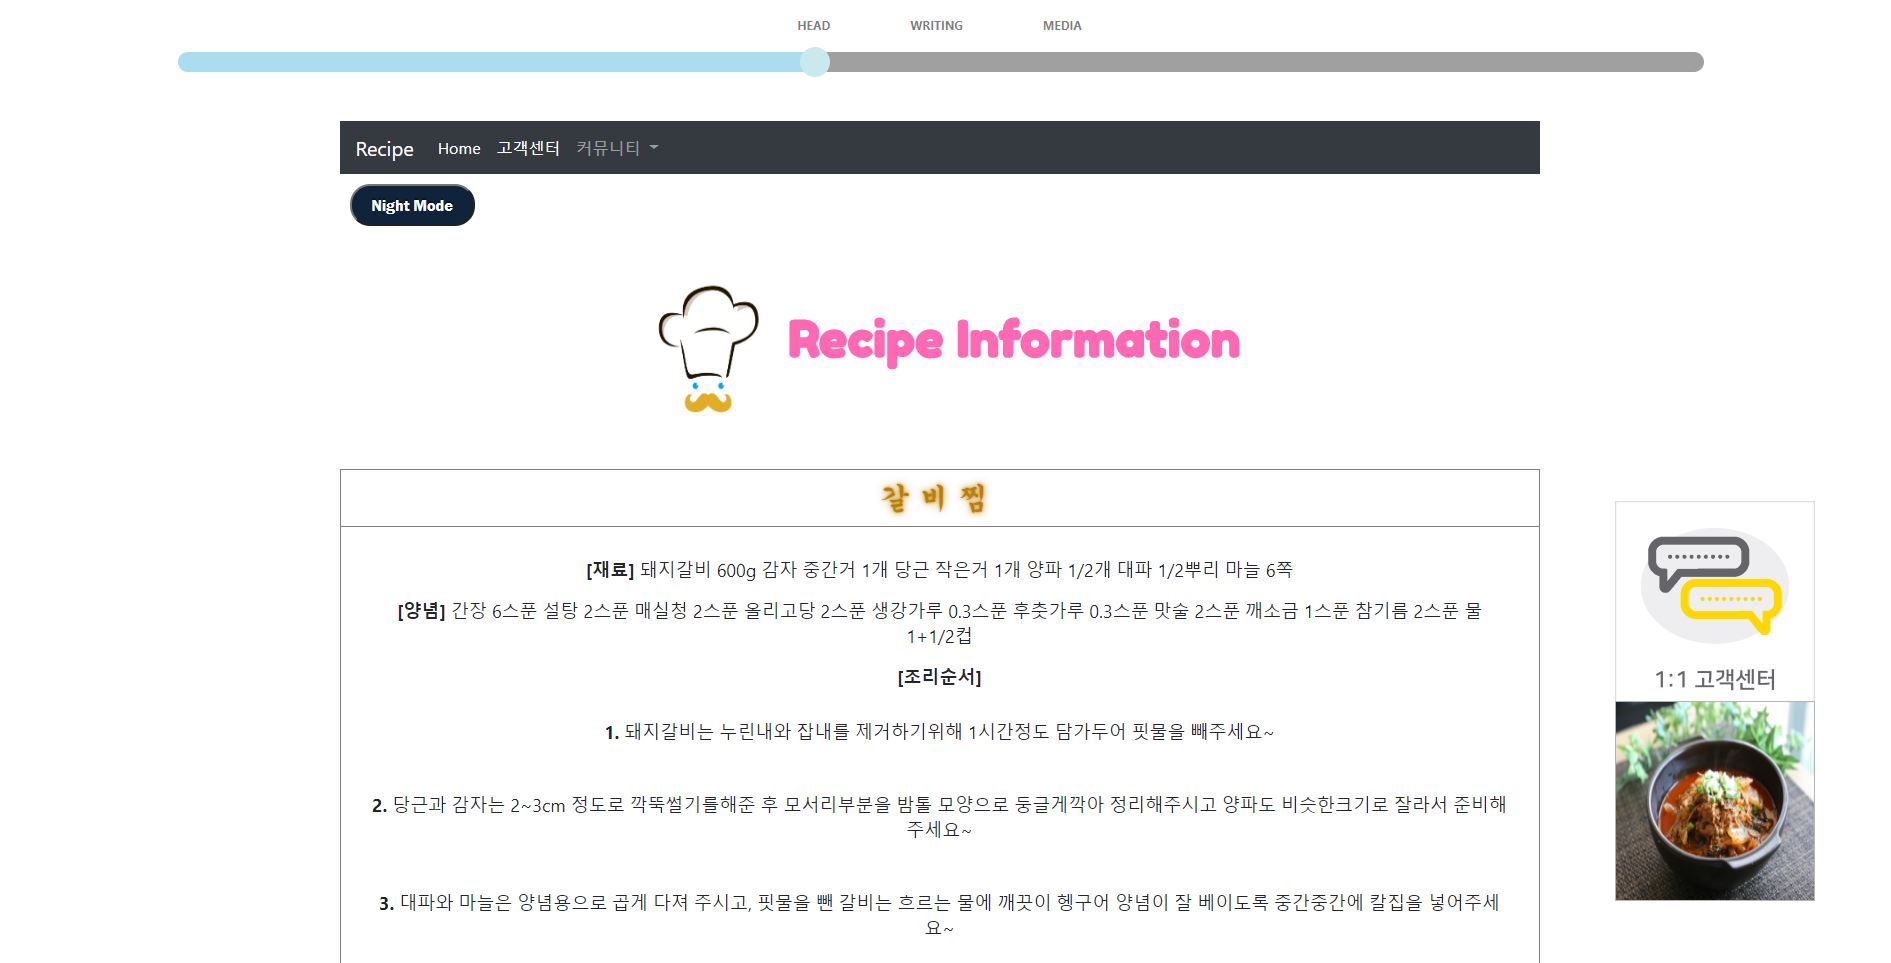 HEAD WRITING MEDIA
Recipe Home 고객센터 커뮤니티
Night Mode
Recipe Information
갈 비 찜
[재료] 돼지갈비 600g 감자 중간거 1개 당근 작은거 1개 양파 1/2개 대파 1/2뿌리 마늘 6쪽
[양념] 간장 6스푼 설탕 2스푼 매실청 2스푼 올리고당 2스푼 생강가루 0.3스푼 후춧가루 0.3스푼 맛술 2스푼 깨소금 1스푼 참기름 2스푼 물
1+1/2컵
[조리순서]
1. 돼지갈비는 누린내와 잡내를 제거하기위해 1시간정도 담가두어 핏물을 빼주세요~
2. 당근과 감자는 2~3cm 정도로 깍뚝썰기를해준 후 모서리부분을 밤톨 모양으로 둥글게깍아 정리해주시고 양파도 비슷한크기로 잘라서 준비해
주세요~
3. 대파와 마늘은 양념용으로 곱게 다져 주시고, 핏물을 뺀 갈비는 흐르는 물에 깨끗이 헹구어 양념이 잘 베이도록 중간중간에 칼집을 넣어주세
요~
1:1 고객센터